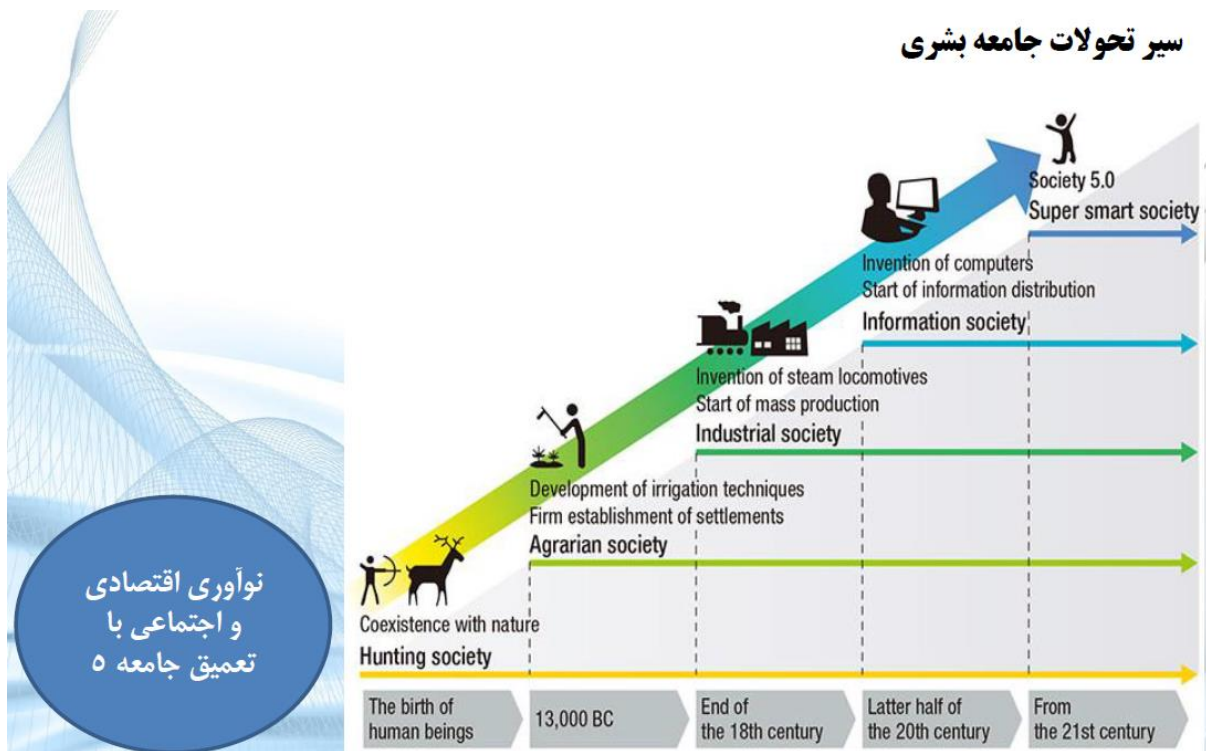 سیر تحولات جامعه بشری
Society 5.0
Super smart society
Invention of computers
Start of information distribution
Information society
Invention of steam locomotives
Start of mass production
Industrial society
Development of irrigation techniques
Firm establishment of settlements
Agrarian society
Coexistence with nature
Hunting society
The birth of
human beings
13,000 BC
End of
the 18th century
Latter half of
the 20th century
From
the 21st century
نوآوری اقتصادی
و اجتماعی با
تعمیق جامعه ۵